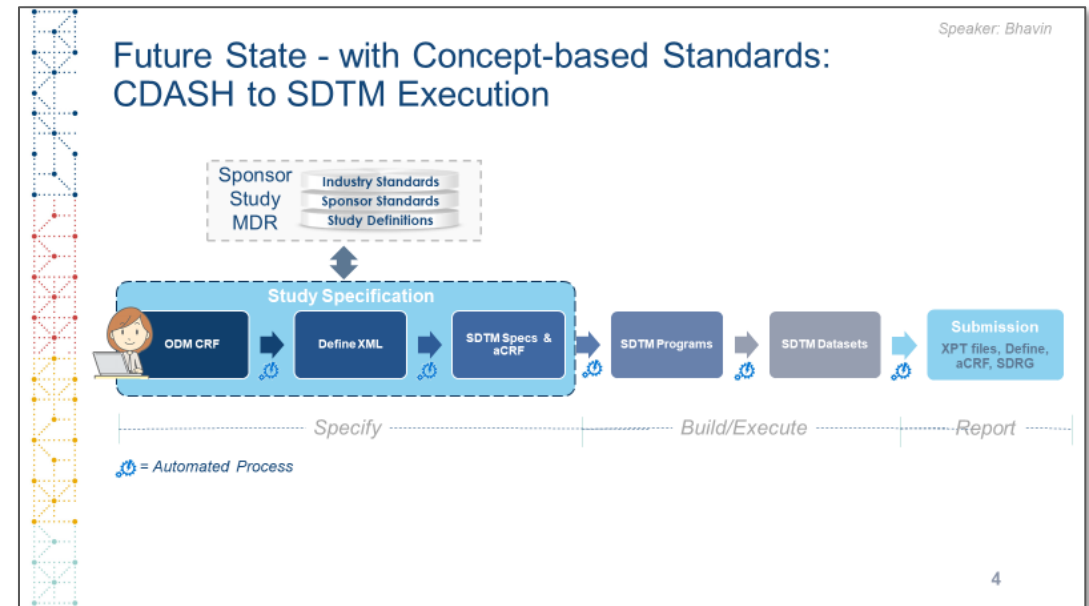 Speaker: Bhavin
Future State - with Concept-based Standards:
CDASH to SDTM Execution
Sponsor
Study
MDR
Industry Standards
Sponsor Standards
Study Definitions
Study Specification
ODM CRF
Define XML
SDTM Specs &
aCRF
SDTM Programs
SDTM Datasets
Submission
XPT files, Define,
aCRF, SDRG
Specify
Build/Execute
Report
= Automated Process
4